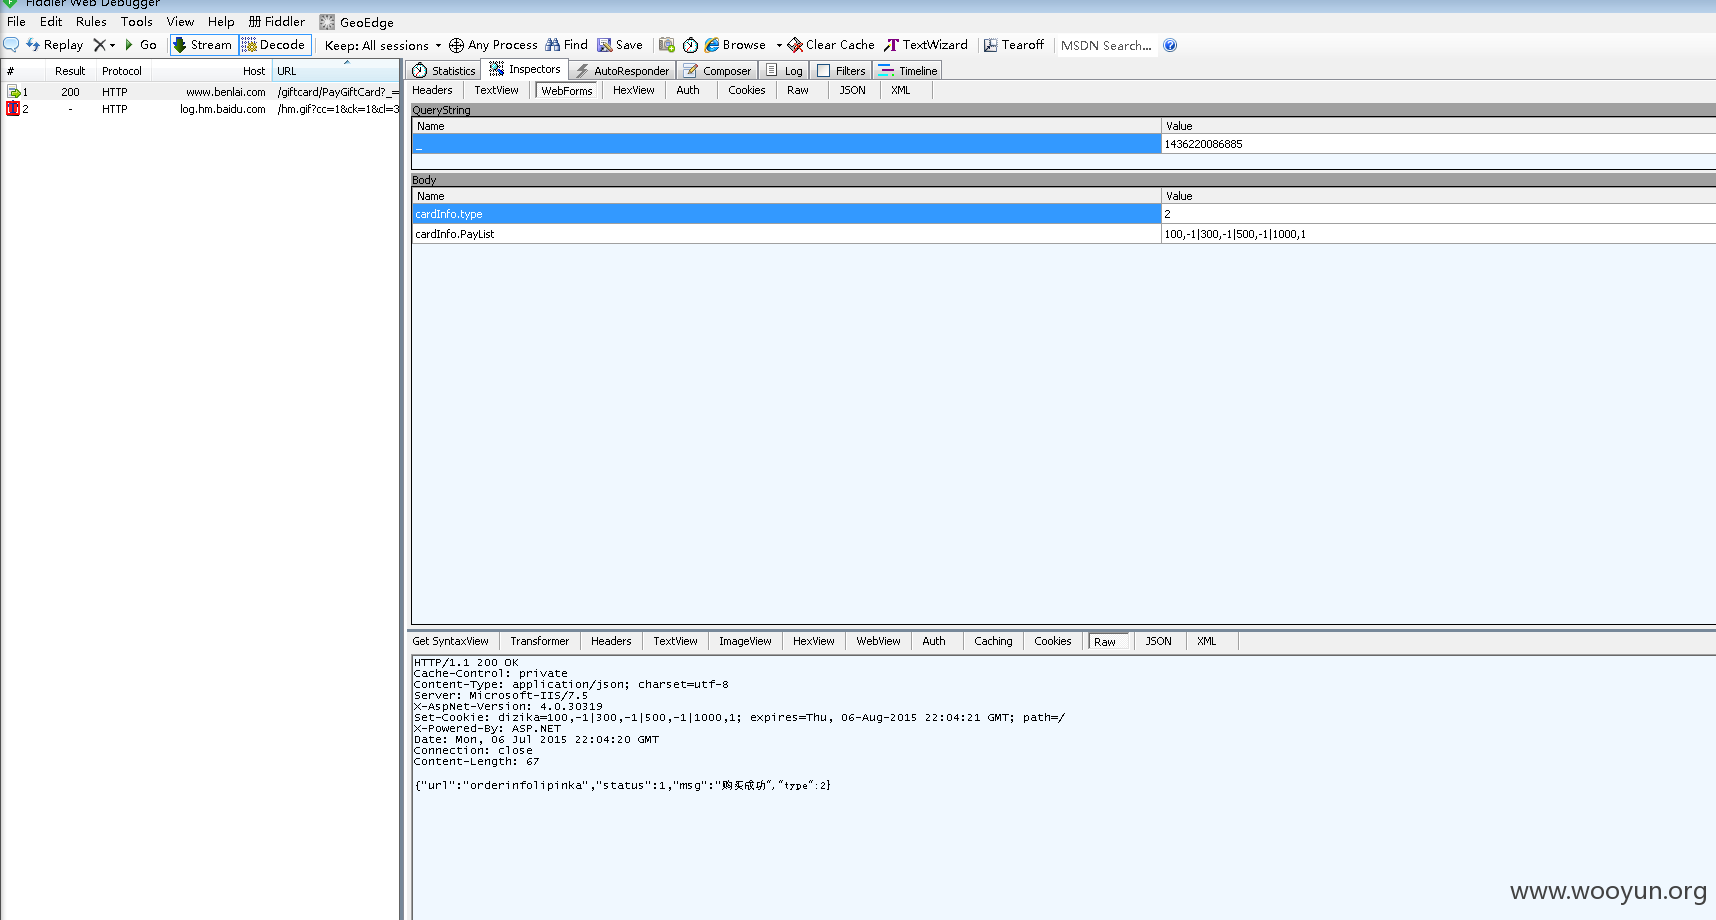 Fiddler Web Debugger
File Edit Rules Tools View Help 册 Fiddler GeoEdge
Replay Go Stream Decode Keep: All sessions Any Process Find Save Browse Clear Cache TextWizard Tearoff MSDN Search...
# Result Protocol Host URL
Statistics Inspectors AutoResponder Composer Log Filters Timeline
1 200 HTTP www.benlai.com /giftcard/PayGiftCard?_=
2 - HTTP log.hm.baidu.com /hm.gif?cc=1&ck=1&cl=3
Headers TextView WebForms HexView Auth Cookies Raw JSON XML
QueryString
Name Value
_ 1436220086885
Body
Name Value
cardInfo.type 2
cardInfo.PayList 100,-1|300,-1|500,-1|1000,1
Get SyntaxView Transformer Headers TextView ImageView HexView WebView Auth Caching Cookies Raw JSON XML
HTTP/1.1 200 OK
Cache-Control: private
Content-Type: application/json; charset=utf-8
Server: Microsoft-IIS/7.5
X-AspNet-Version: 4.0.30319
Set-Cookie: dizika=100,-1|300,-1|500,-1|1000,1; expires=Thu, 06-Aug-2015 22:04:21 GMT; path=/
X-Powered-By: ASP.NET
Date: Mon, 06 Jul 2015 22:04:20 GMT
Connection: close
Content-Length: 67
{"url":"orderinfolipinka","status":1,"msg":"购买成功","type":2}
www.wooyun.org